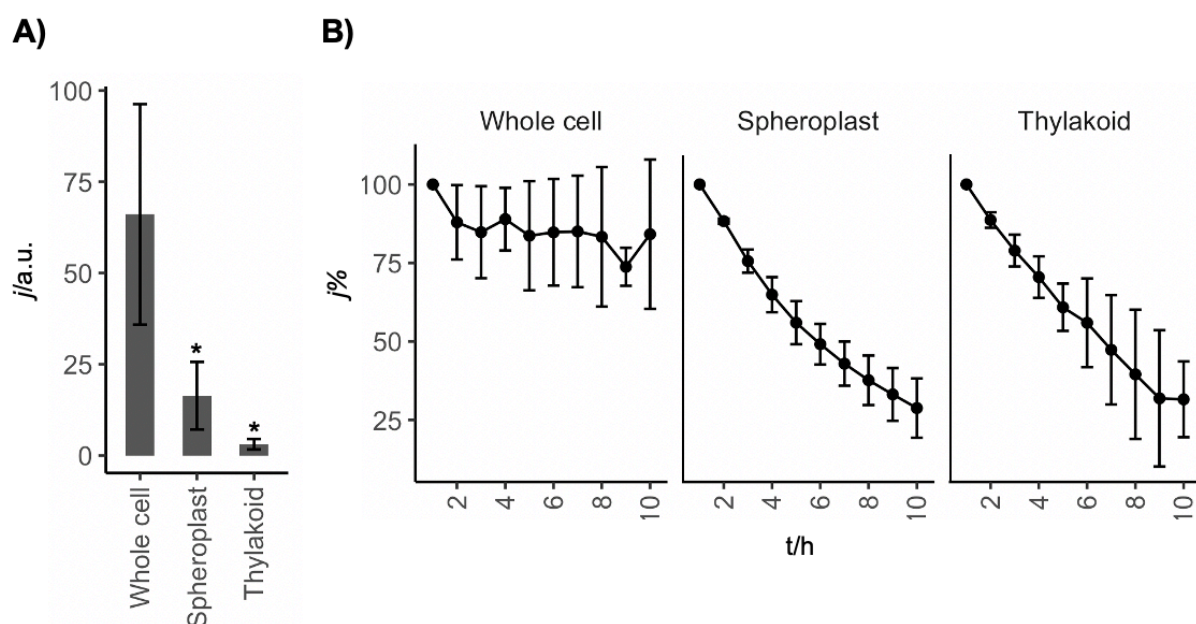 A)
100
75
50
25
0
j/a.u.
*
*
Whole cell
Spheroplast
Thylakoid
B)
Whole cell
Spheroplast
Thylakoid
100
75
50
25
j%
2 4 6 8 10
2 4 6 8 10
2 4 6 8 10
t/h